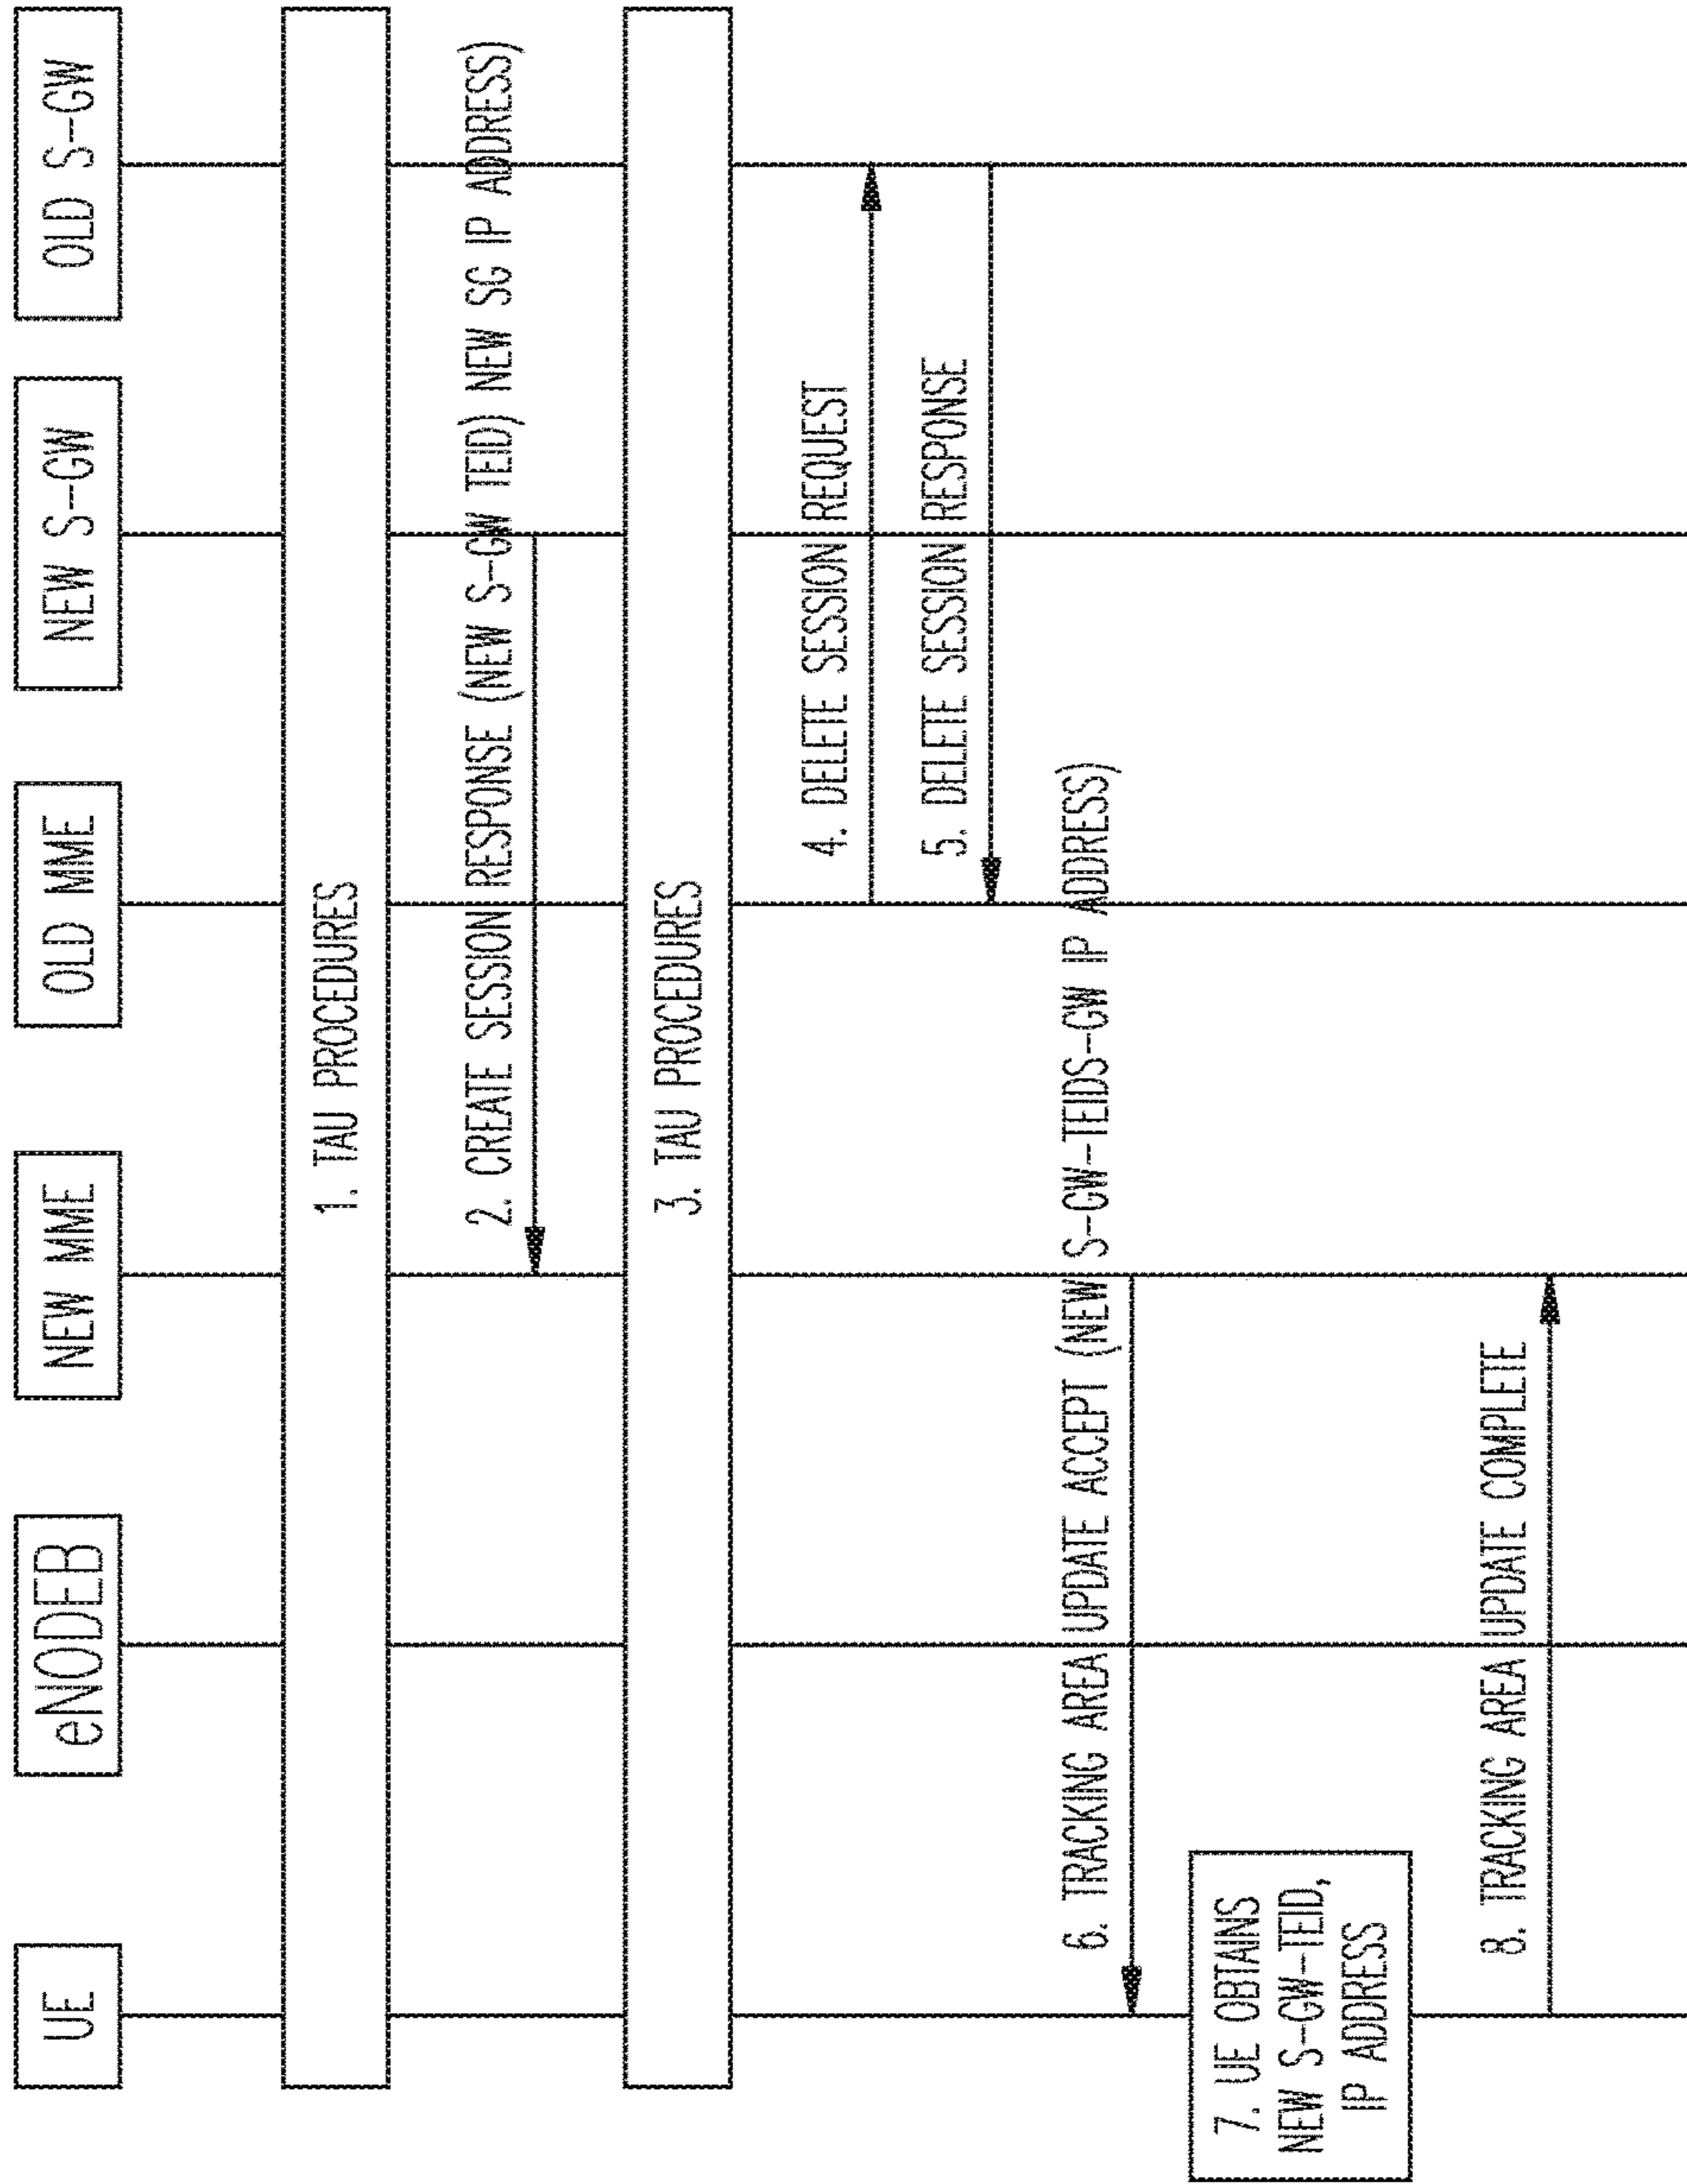 UE
eNODEB
NEW MME
OLD MME
NEW S-GW
OLD S-GW
1. TAU PROCEDURES
2. CREATE SESSION RESPONSE (NEW S-GW TEID) NEW SG IP ADDRESS)
3. TAU PROCEDURES
4. DELETE SESSION REQUEST
5. DELETE SESSION RESPONSE
6. TRACKING AREA UPDATE ACCEPT (NEW S-GW-TEIDS-GW IP ADDRESS)
7. UE OBTAINS
NEW S-GW-TEID,
IP ADDRESS
8. TRACKING AREA UPDATE COMPLETE